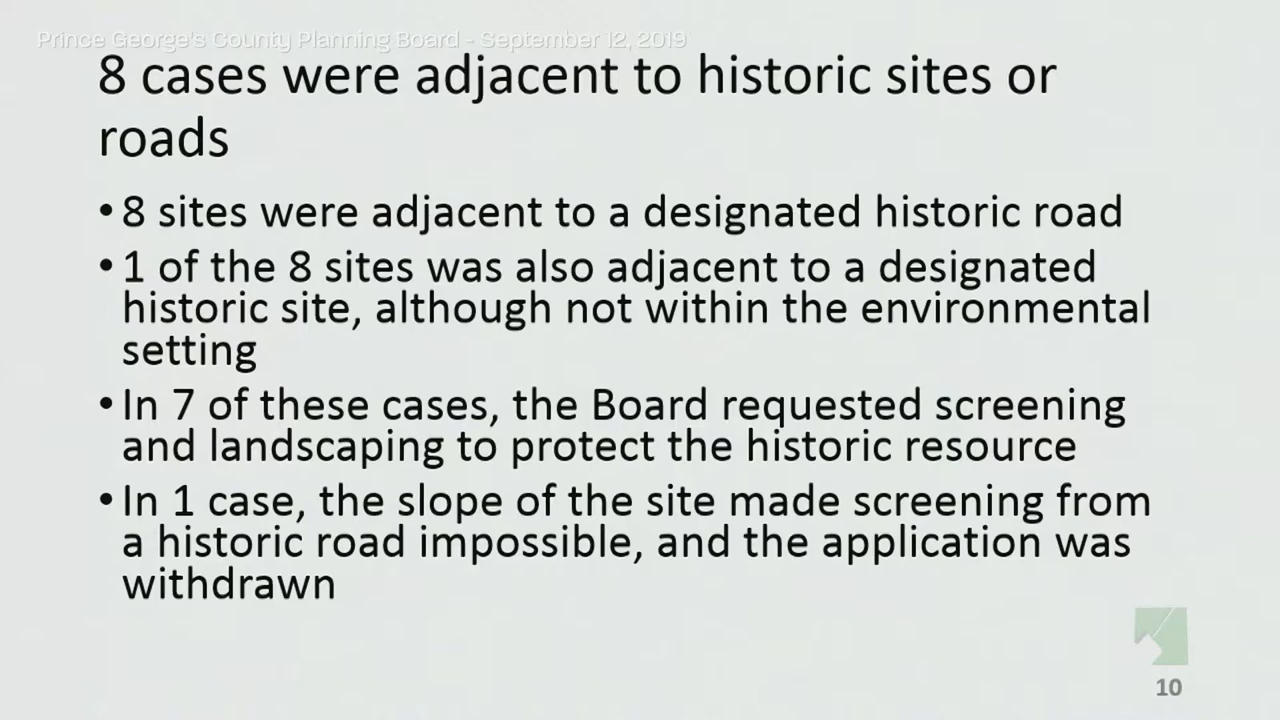 Prince George's County Planning Board - September 12, 2019
8 cases were adjacent to historic sites or
roads
•8 sites were adjacent to a designated historic road
•1 of the 8 sites was also adjacent to a designated
historic site, although not within the environmental
setting
•In 7 of these cases, the Board requested screening
and landscaping to protect the historic resource
•In 1 case, the slope of the site made screening from
a historic road impossible, and the application was
withdrawn
10